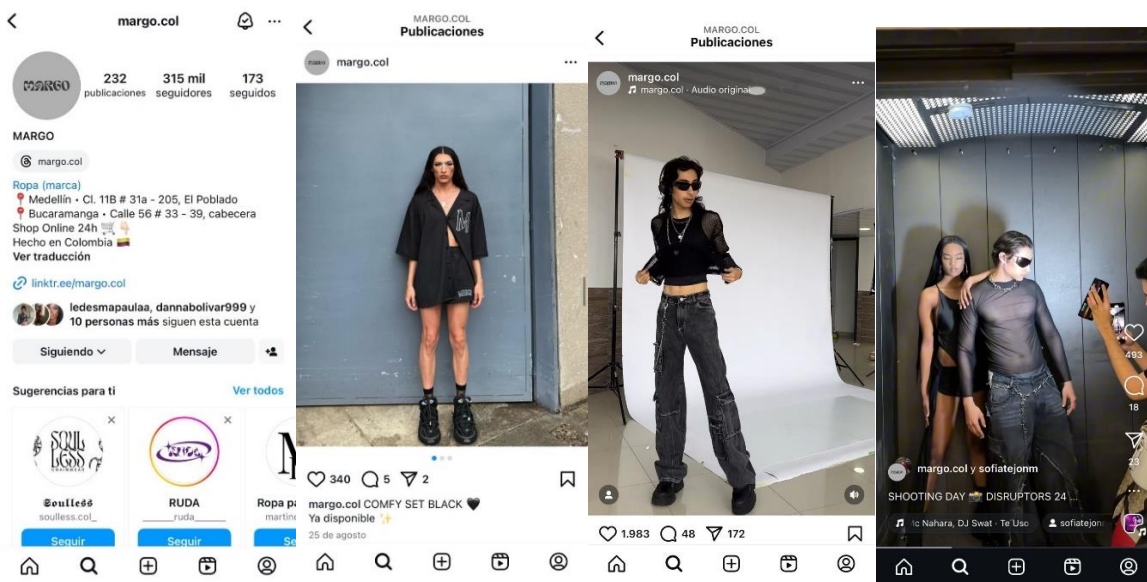 margo.col
MARGO
232 315 mil 173
publicaciones seguidores seguidos
MARGO
margo.col
Ropa (marca)
📍 Medellín • Cl. 11B # 31a - 205, El Poblado
📍 Bucaramanga • Calle 56 # 33 - 39, cabecera
Shop Online 24h 🛒 👇🏻
Hecho en Colombia 🇨🇴
Ver traducción
linktr.ee/margo.col
ledesmapaulaa, dannabolivar999 y
10 personas más siguen esta cuenta
Siguiendo
Mensaje
Sugerencias para ti
Ver todos
SOUL
LESS
Soulless
soulless.col_
Seguir
RUDA
Seguir
Ropa pa
martin
Se
MARGO.COL
Publicaciones
margo.col
M
340 5 2
margo.col COMFY SET BLACK 🖤
Ya disponible ✨
25 de agosto
MARGO.COL
Publicaciones
margo.col
margo.col · Audio original
1.983 48 172
493
18
23
margo.col y sofiatejonm
SHOOTING DAY 📸 DISRUPTORS 24 ...
Nahara, DJ Swat · Te Uso
sofiatejon